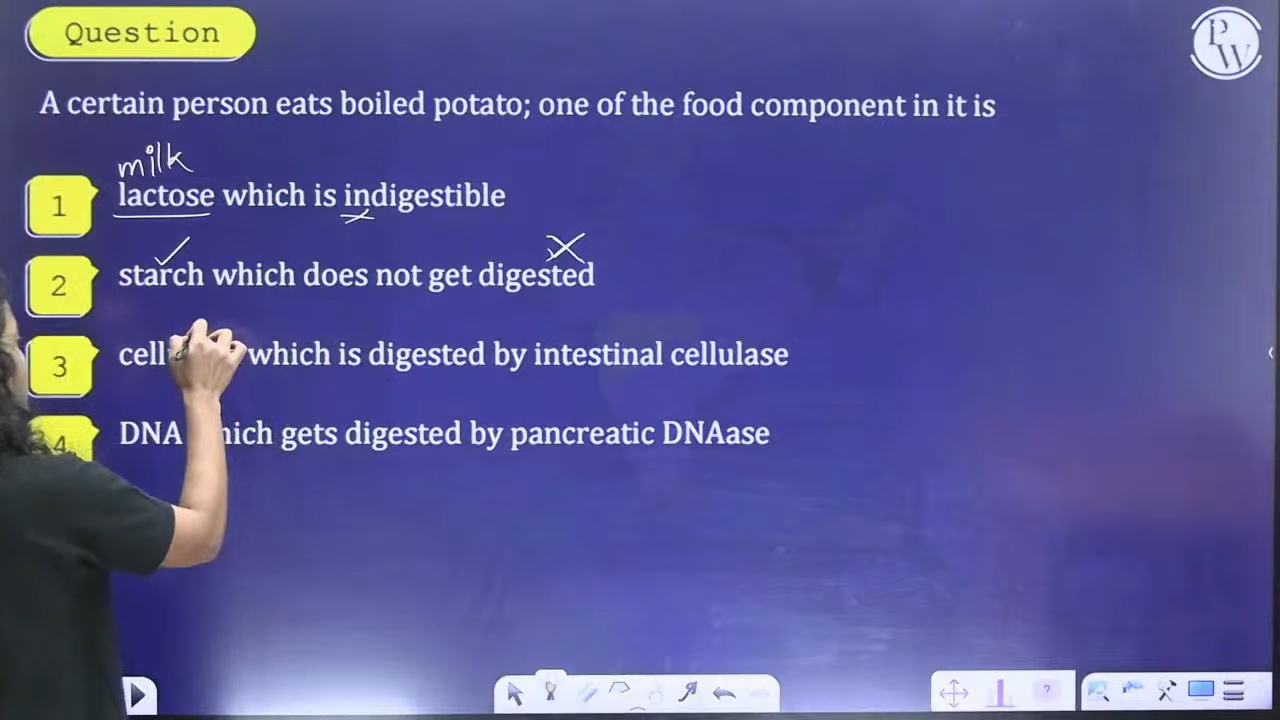 Question
PW
A certain person eats boiled potato; one of the food component in it is
milk
1 lactose which is indigestible
2 starch which does not get digested
3 which is digested by intestinal cellulase
4 DNA which gets digested by pancreatic DNAase